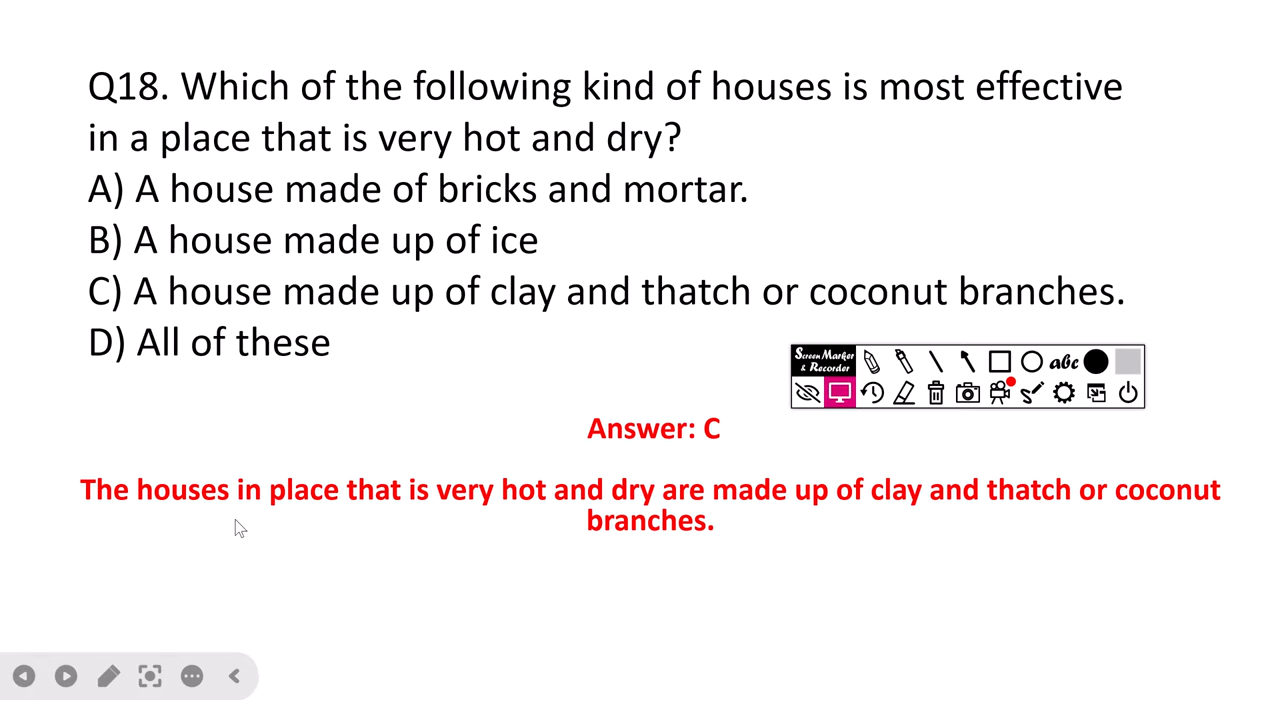 Q18. Which of the following kind of houses is most effective
in a place that is very hot and dry?
A) A house made of bricks and mortar.
B) A house made up of ice
C) A house made up of clay and thatch or coconut branches.
D) All of these
Screen Marker
& Recorder
abc
Answer: C
The houses in place that is very hot and dry are made up of clay and thatch or coconut
branches.